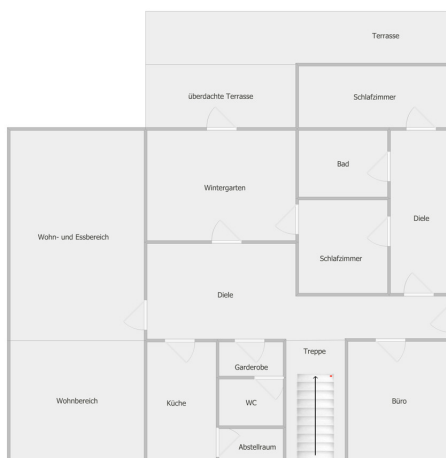 Terrasse
überdachte Terrasse
Schlafzimmer
Bad
Wintergarten
Diele
Wohn- und Essbereich
Schlafzimmer
Diele
Treppe
Garderobe
Wohnbereich
Küche
WC
Büro
Abstellraum